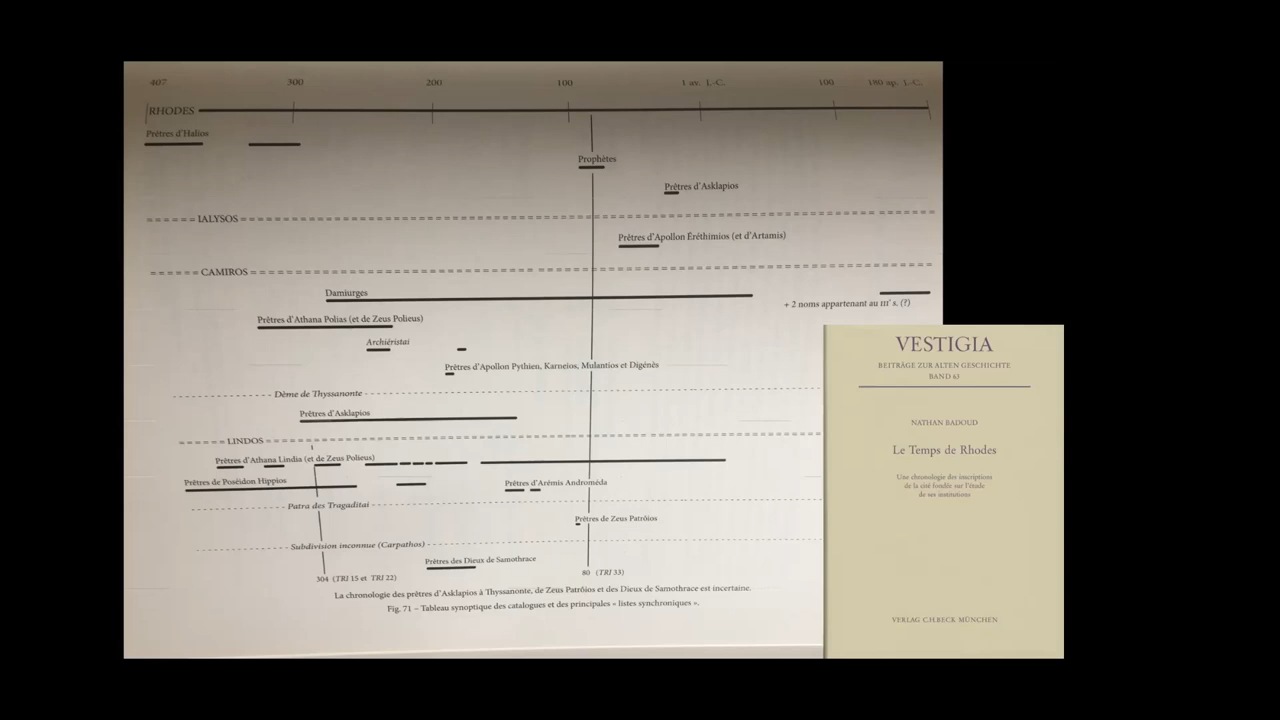 407 300 200 100 1 av. J.-C. 100 190 ap. J.-C.
RHODES
Prêtres d'Halios
Prophètes
Prêtres d'Asklapios
IALYSOS
Prêtres d'Apollon Éréthimios (et d'Artamis)
CAMIROS
Damiurges
+ 2 noms appartenant au IIIe s. (?)
Prêtres d'Athana Polias (et de Zeus Polieus)
Archiéristai
Prêtres d'Apollon Pythien, Karneios, Mulantios et Digénès
Dème de Thyssanonte
Prêtres d'Asklapios
LINDOS
Prêtres d'Athana Lindia (et de Zeus Polieus)
Prêtres de Poséidon Hippios
Prêtres d'Arémis Androméda
Patra des Tragaditai
Prêtres de Zeus Patrôios
Subdivision inconnue (Carpathos)
Prêtres des Dieux de Samothrace
304 (TRI 15 et TRI 22)
80 (TRI 33)
La chronologie des prêtres d'Asklapios à Thyssanonte, de Zeus Patrôios et des Dieux de Samothrace est incertaine.
Fig. 71 – Tableau synoptique des catalogues et des principales « listes synchroniques ».
VESTIGIA
BEITRÄGE ZUR ALTEN GESCHICHTE
BAND 63
NATHAN BADOUD
Le Temps de Rhodes
Une chronologie des inscriptions
de la cité fondée sur l'étude
de ses institutions
VERLAG C.H.BECK MÜNCHEN